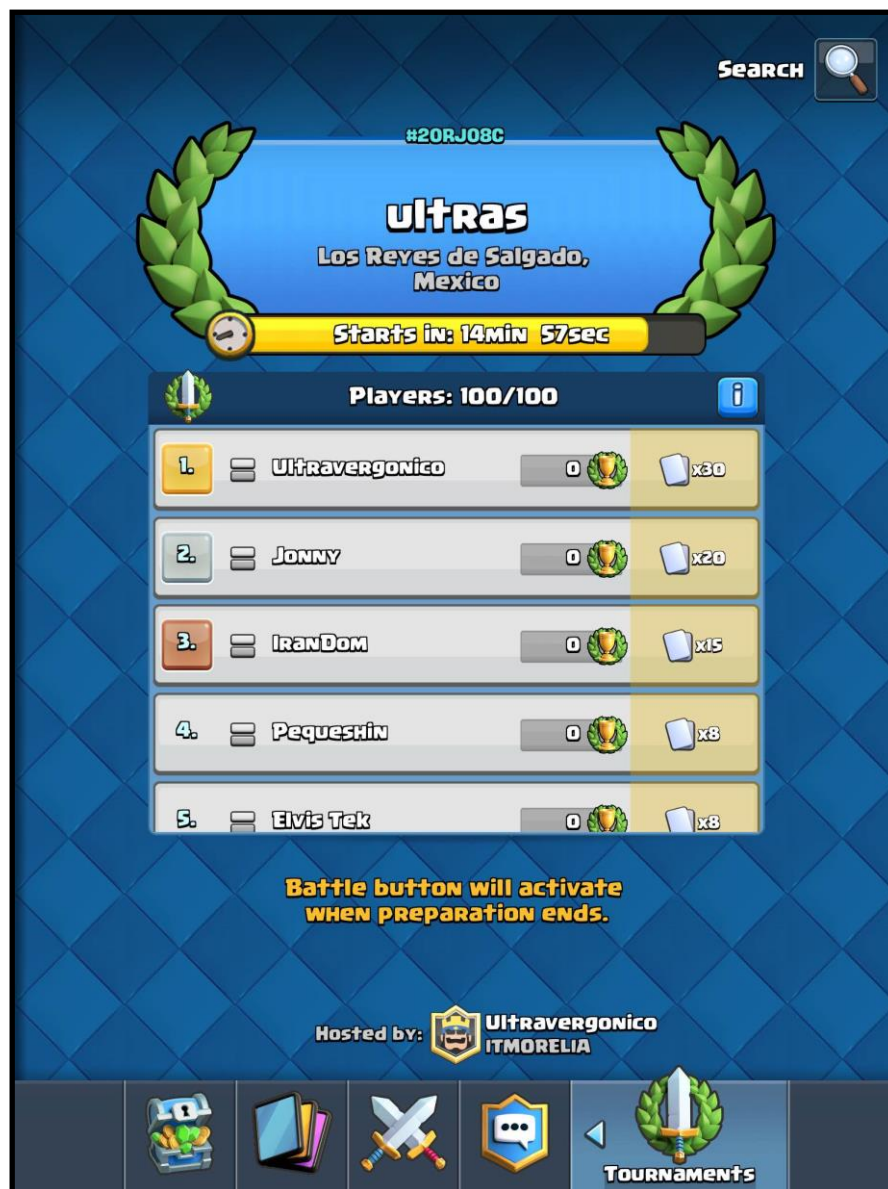 Search
#20RJ08C
ultras
Los Reyes de Salgado,
Mexico
Starts in: 14min 57sec
Players: 100/100
i
1. Ultravergonico 0 x30
2. Jonny 0 x20
3. IranDom 0 x15
4. Pequeshin 0 x8
5. Elvis Tek 0 x8
Battle button will activate
when preparation ends.
Hosted by: Ultravergonico
ITMORELIA
Tournaments